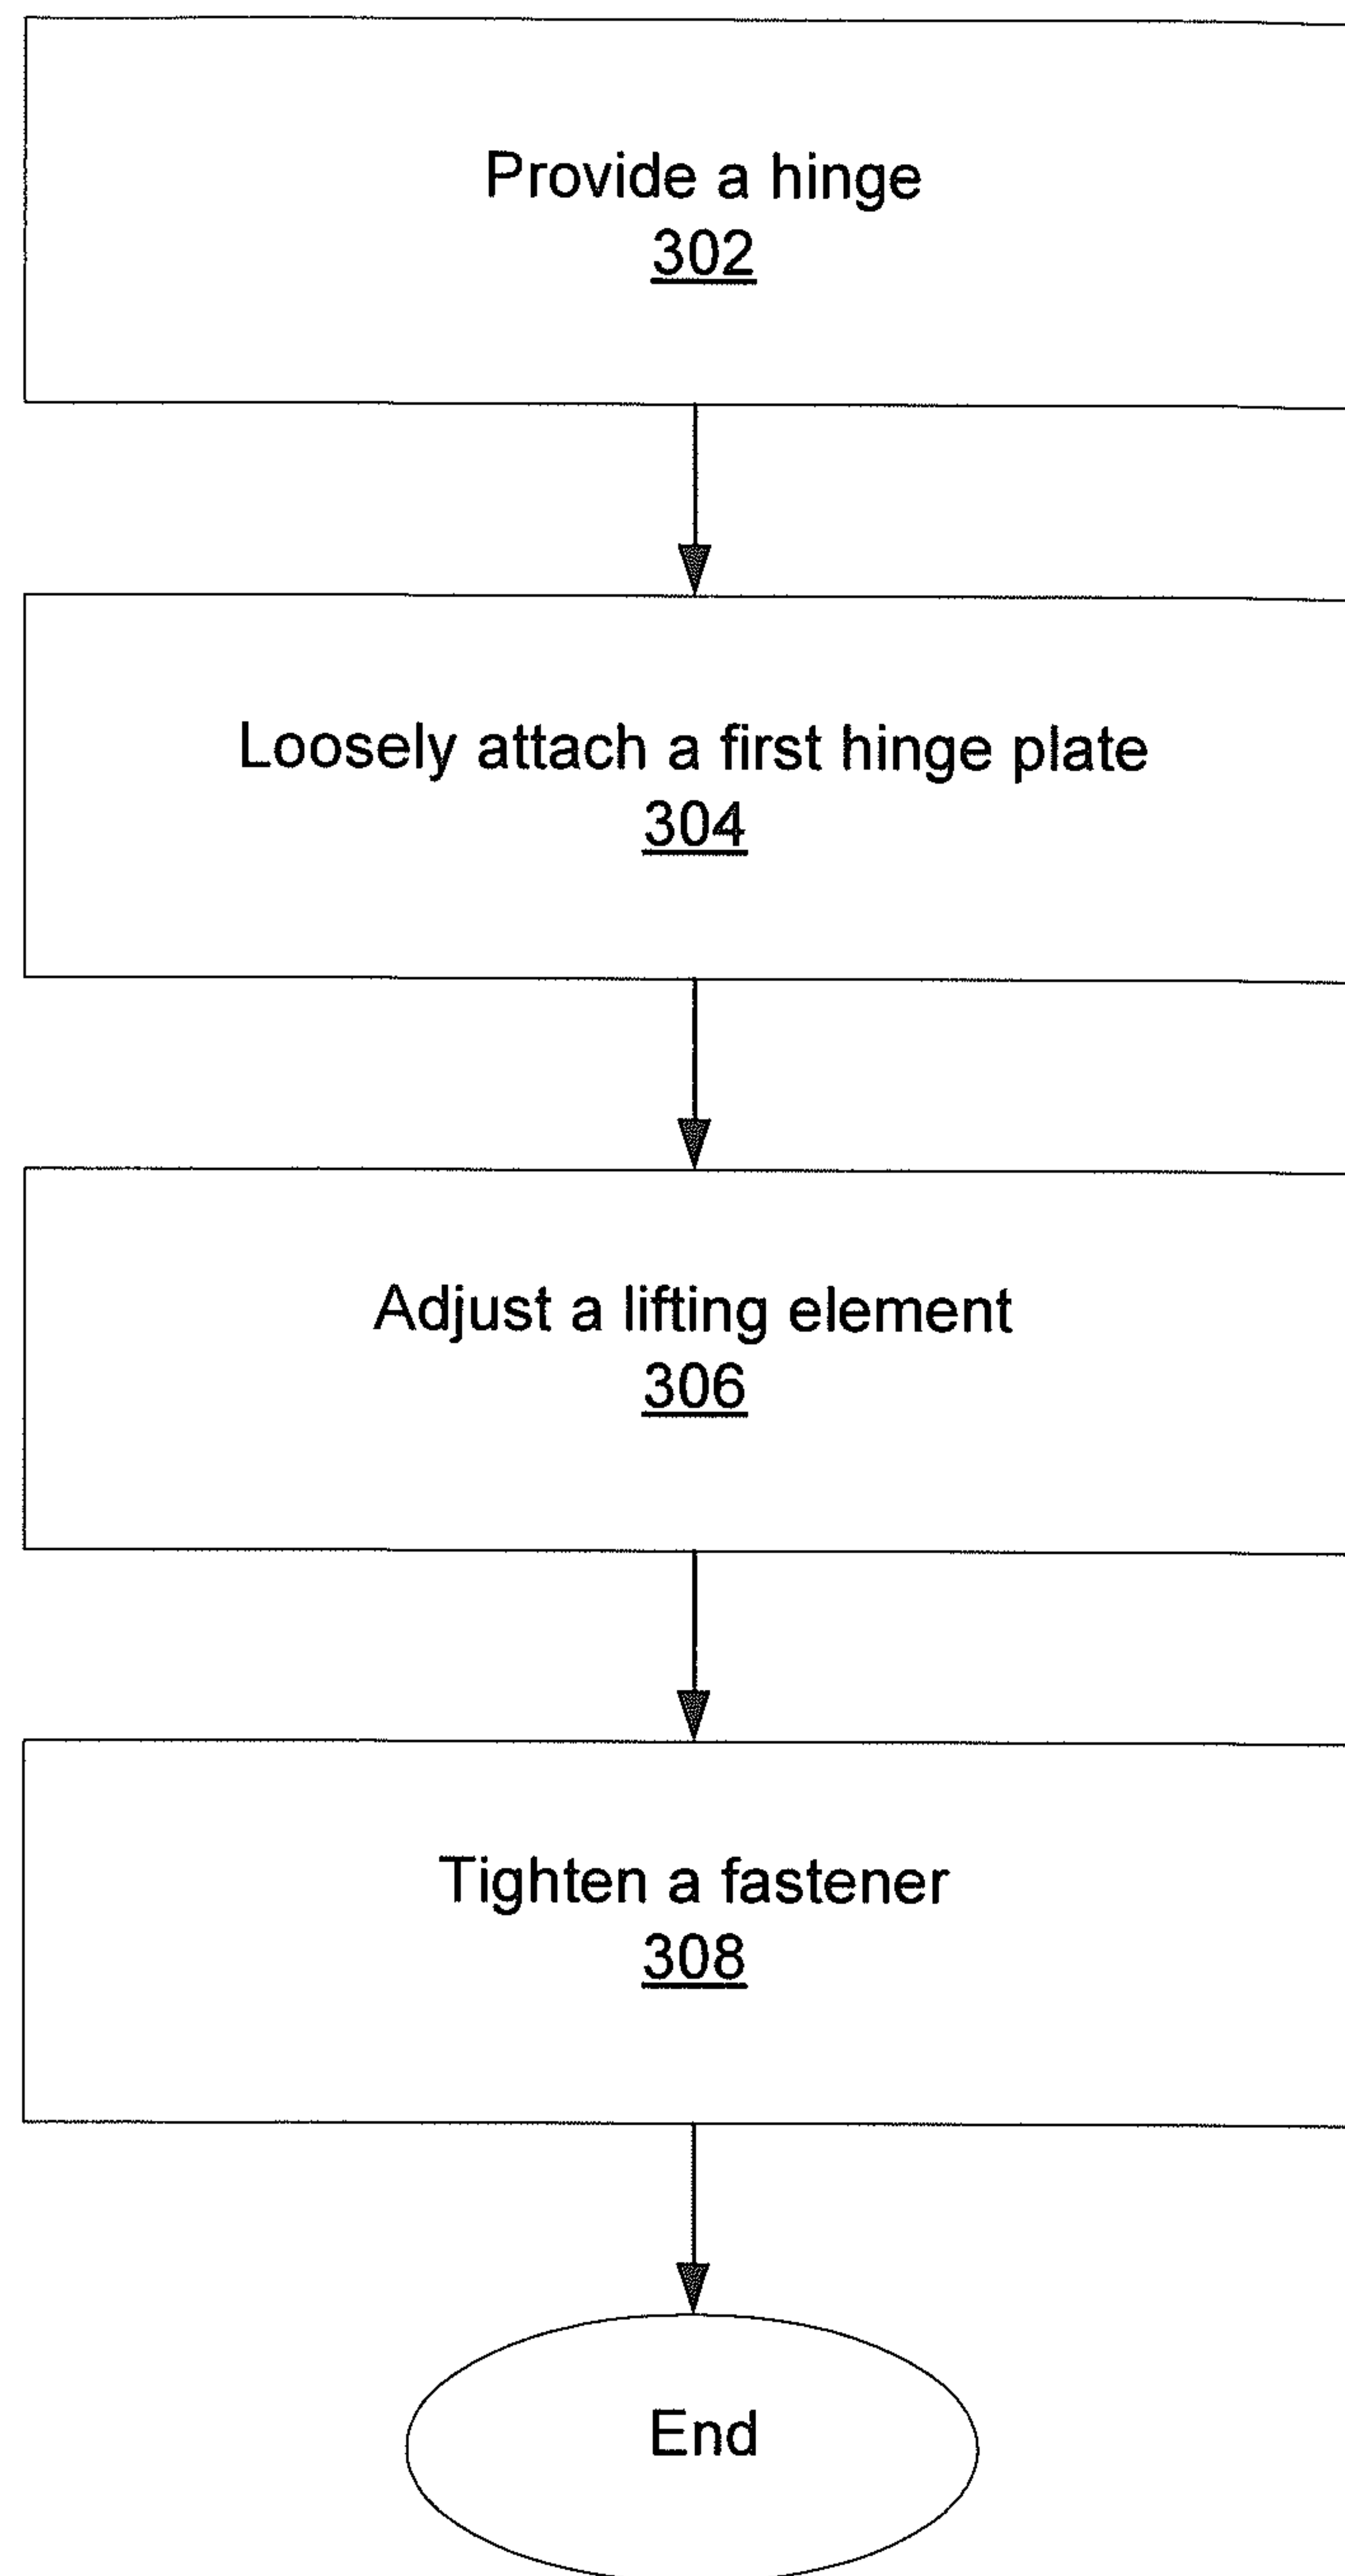 Provide a hinge
302
Loosely attach a first hinge plate
304
Adjust a lifting element
306
Tighten a fastener
308
End